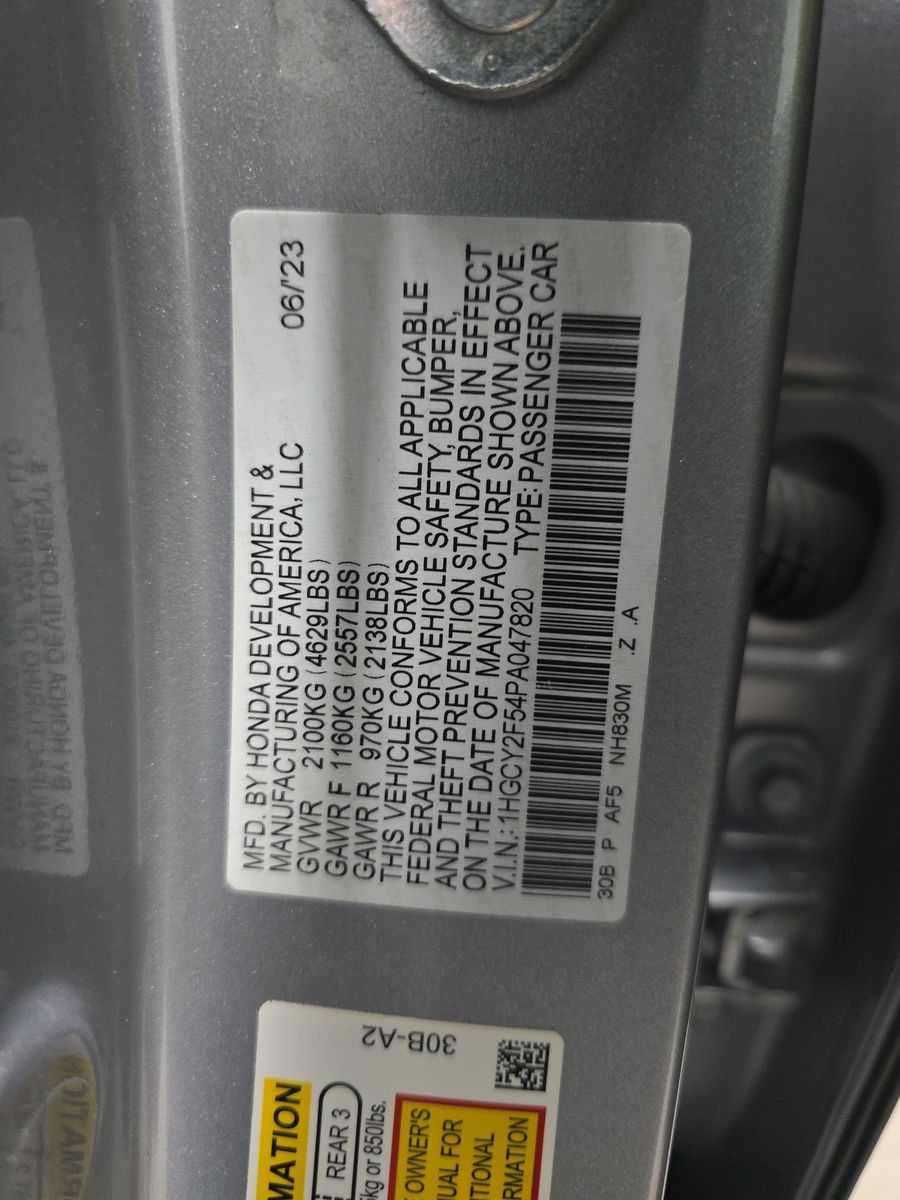 MFD. BY HONDA DEVELOPMENT &
MANUFACTURING OF AMERICA, LLC 06/'23
GVWR 2100KG (4629LBS)
GAWR F 1160KG (2557LBS)
GAWR R 970KG (2138LBS)
THIS VEHICLE CONFORMS TO ALL APPLICABLE
FEDERAL MOTOR VEHICLE SAFETY, BUMPER,
AND THEFT PREVENTION STANDARDS IN EFFECT
ON THE DATE OF MANUFACTURE SHOWN ABOVE.
V.I.N.: 1HGCY2F54PA047820 TYPE: PASSENGER CAR
30B P AF5 NH830M .Z .A
30B-A2
MATION
REAR 3
kg or 850lbs.
OWNER'S
UAL FOR
ITIONAL
RMATION